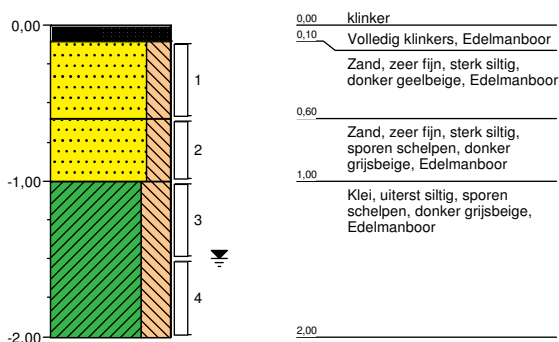 0,00
-1,00
-2,00
1
2
3
4
0,00 klinker
0,10 Volledig klinkers, Edelmanboor
Zand, zeer fijn, sterk siltig,
donker geelbeige, Edelmanboor
0,60
Zand, zeer fijn, sterk siltig,
sporen schelpen, donker
grijsbeige, Edelmanboor
1,00
Klei, uiterst siltig, sporen
schelpen, donker grijsbeige,
Edelmanboor
2,00